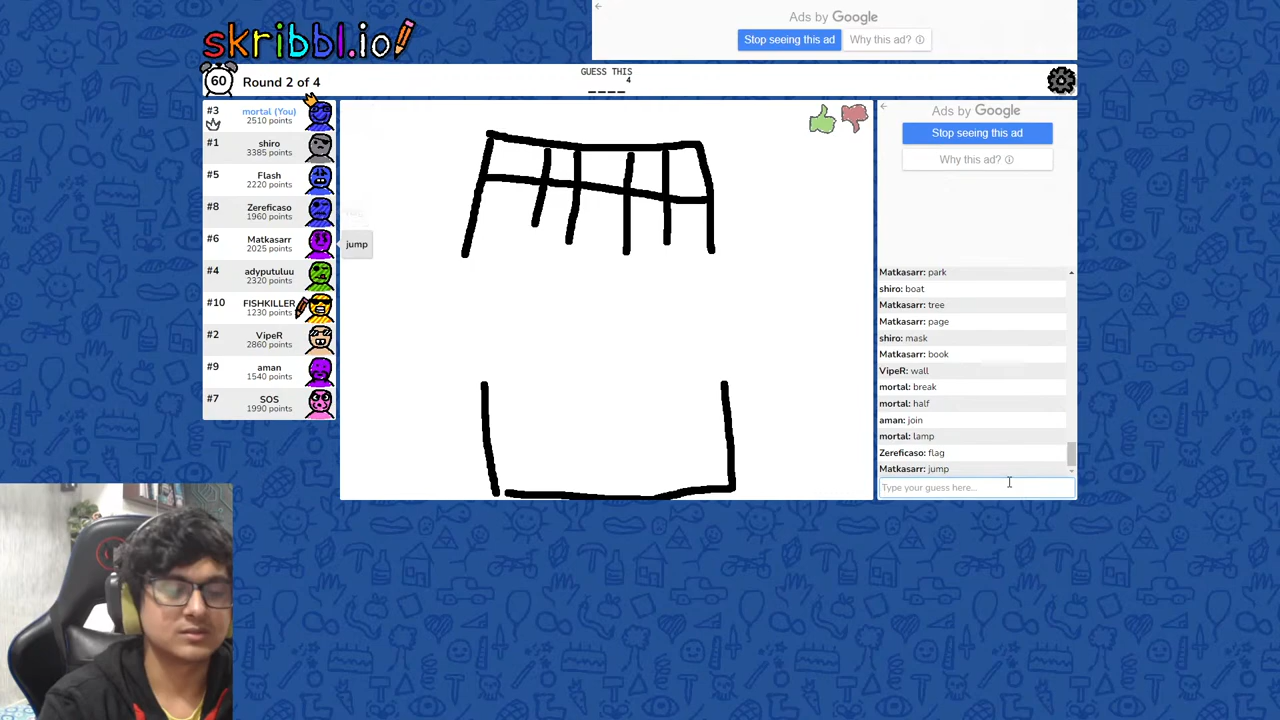 Ads by Google
Stop seeing this ad
Why this ad?
skribbl.io
60
Round 2 of 4
GUESS THIS
4
____
#3
mortal (You)
2510 points
#1
shiro
3385 points
#5
Flash
2220 points
#8
Zereficaso
1960 points
#6
Matkasarr
2025 points
jump
#4
adyputuluu
2320 points
#10
FISHKILLER
1230 points
#2
VipeR
2860 points
#9
aman
1540 points
#7
SOS
1990 points
Ads by Google
Stop seeing this ad
Why this ad?
Matkasarr: park
shiro: boat
Matkasarr: tree
Matkasarr: page
shiro: mask
Matkasarr: book
VipeR: wall
mortal: break
mortal: half
aman: join
mortal: lamp
Zereficaso: flag
Matkasarr: jump
Type your guess here...